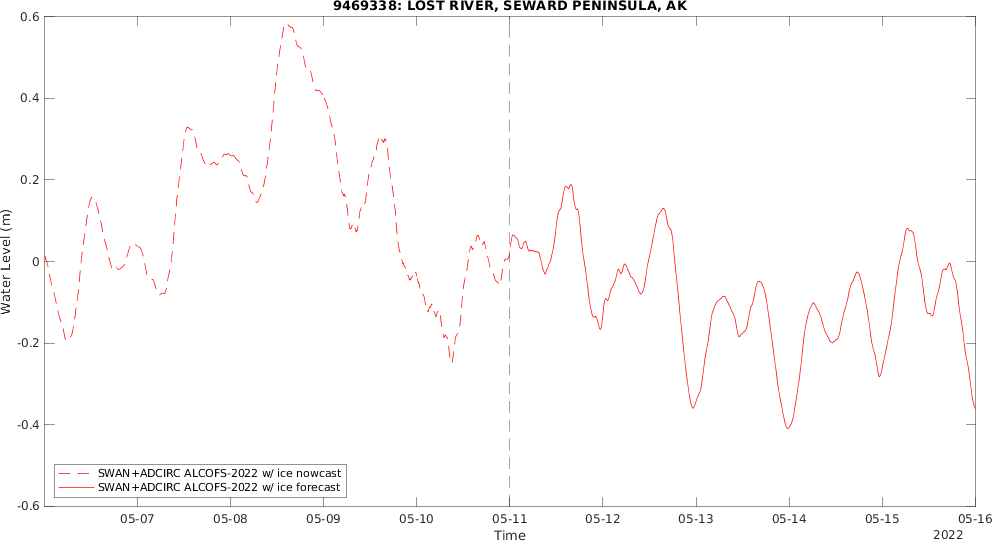 9469338: LOST RIVER, SEWARD PENINSULA, AK
0.6
0.4
0.2
0
-0.2
-0.4
-0.6
Water Level (m)
SWAN+ADCIRC ALCOFS-2022 w/ ice nowcast
SWAN+ADCIRC ALCOFS-2022 w/ ice forecast
05-07 05-08 05-09 05-10 05-11 05-12 05-13 05-14 05-15 05-16
Time
2022